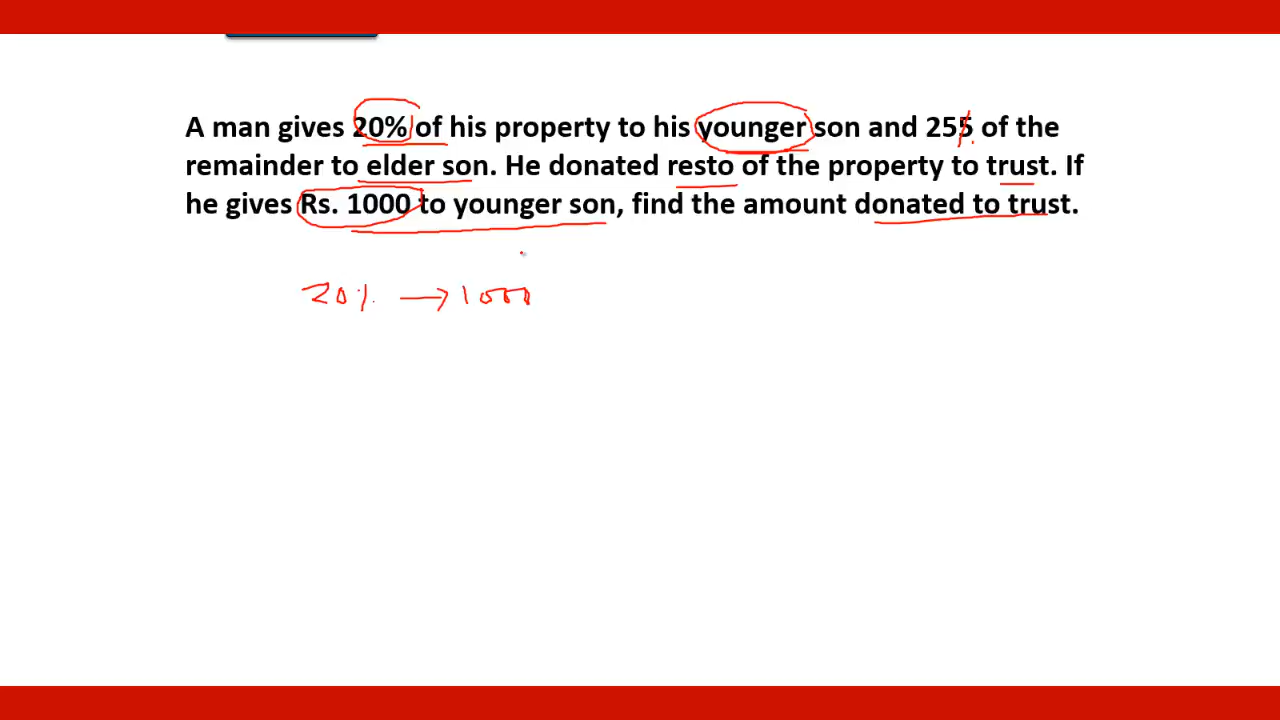 A man gives 20% of his property to his younger son and 255 of the
remainder to elder son. He donated resto of the property to trust. If
he gives Rs. 1000 to younger son, find the amount donated to trust.
20% → 1000